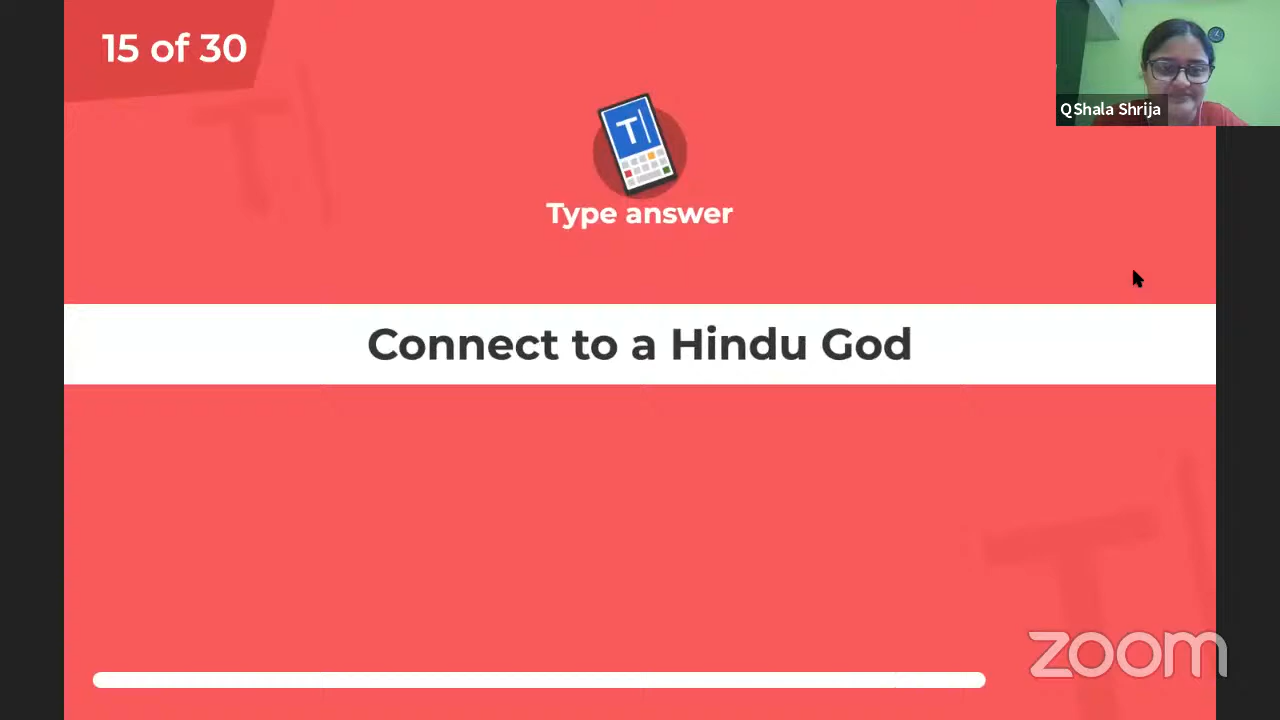 15 of 30
QShala Shrija
T
Type answer
Connect to a Hindu God
zoom